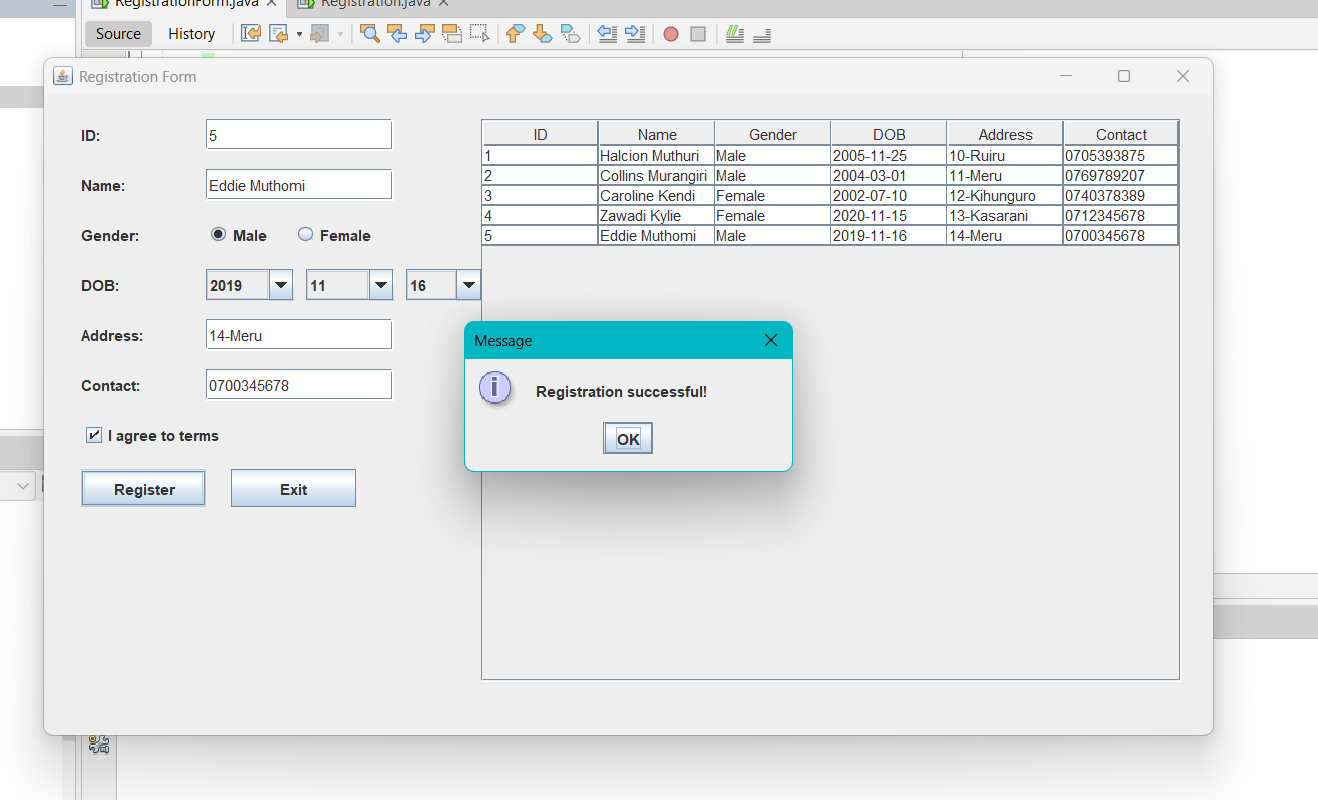 RegistrationForm.java Registration.java
Source History
Registration Form
ID: 5
Name: Eddie Muthomi
Gender: Male Female
DOB: 2019 11 16
Address: 14-Meru
Contact: 0700345678
I agree to terms
Register Exit
ID Name Gender DOB Address Contact
1 Halcion Muthuri Male 2005-11-25 10-Ruiru 0705393875
2 Collins Murangiri Male 2004-03-01 11-Meru 0769789207
3 Caroline Kendi Female 2002-07-10 12-Kihunguro 0740378389
4 Zawadi Kylie Female 2020-11-15 13-Kasarani 0712345678
5 Eddie Muthomi Male 2019-11-16 14-Meru 0700345678
Message
Registration successful!
OK